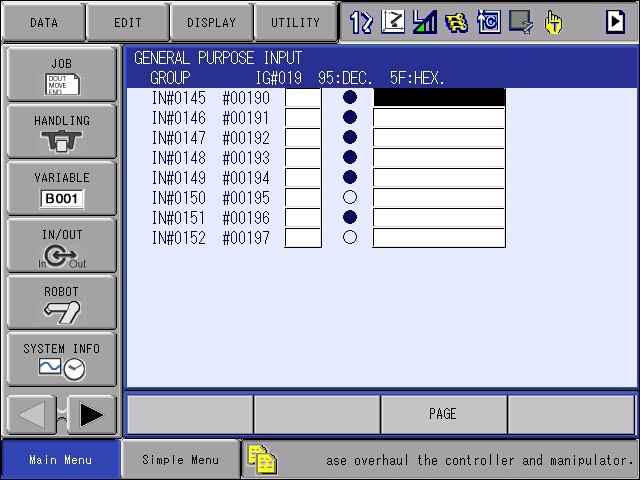 DATA EDIT DISPLAY UTILITY
JOB
DOUT
MOVE
END
HANDLING
VARIABLE
B001
IN/OUT
In Out
ROBOT
SYSTEM INFO
GENERAL PURPOSE INPUT
GROUP IG#019 95:DEC. 5F:HEX.
IN#0145 #00190
IN#0146 #00191
IN#0147 #00192
IN#0148 #00193
IN#0149 #00194
IN#0150 #00195
IN#0151 #00196
IN#0152 #00197
PAGE
Main Menu Simple Menu ase overhaul the controller and manipulator.